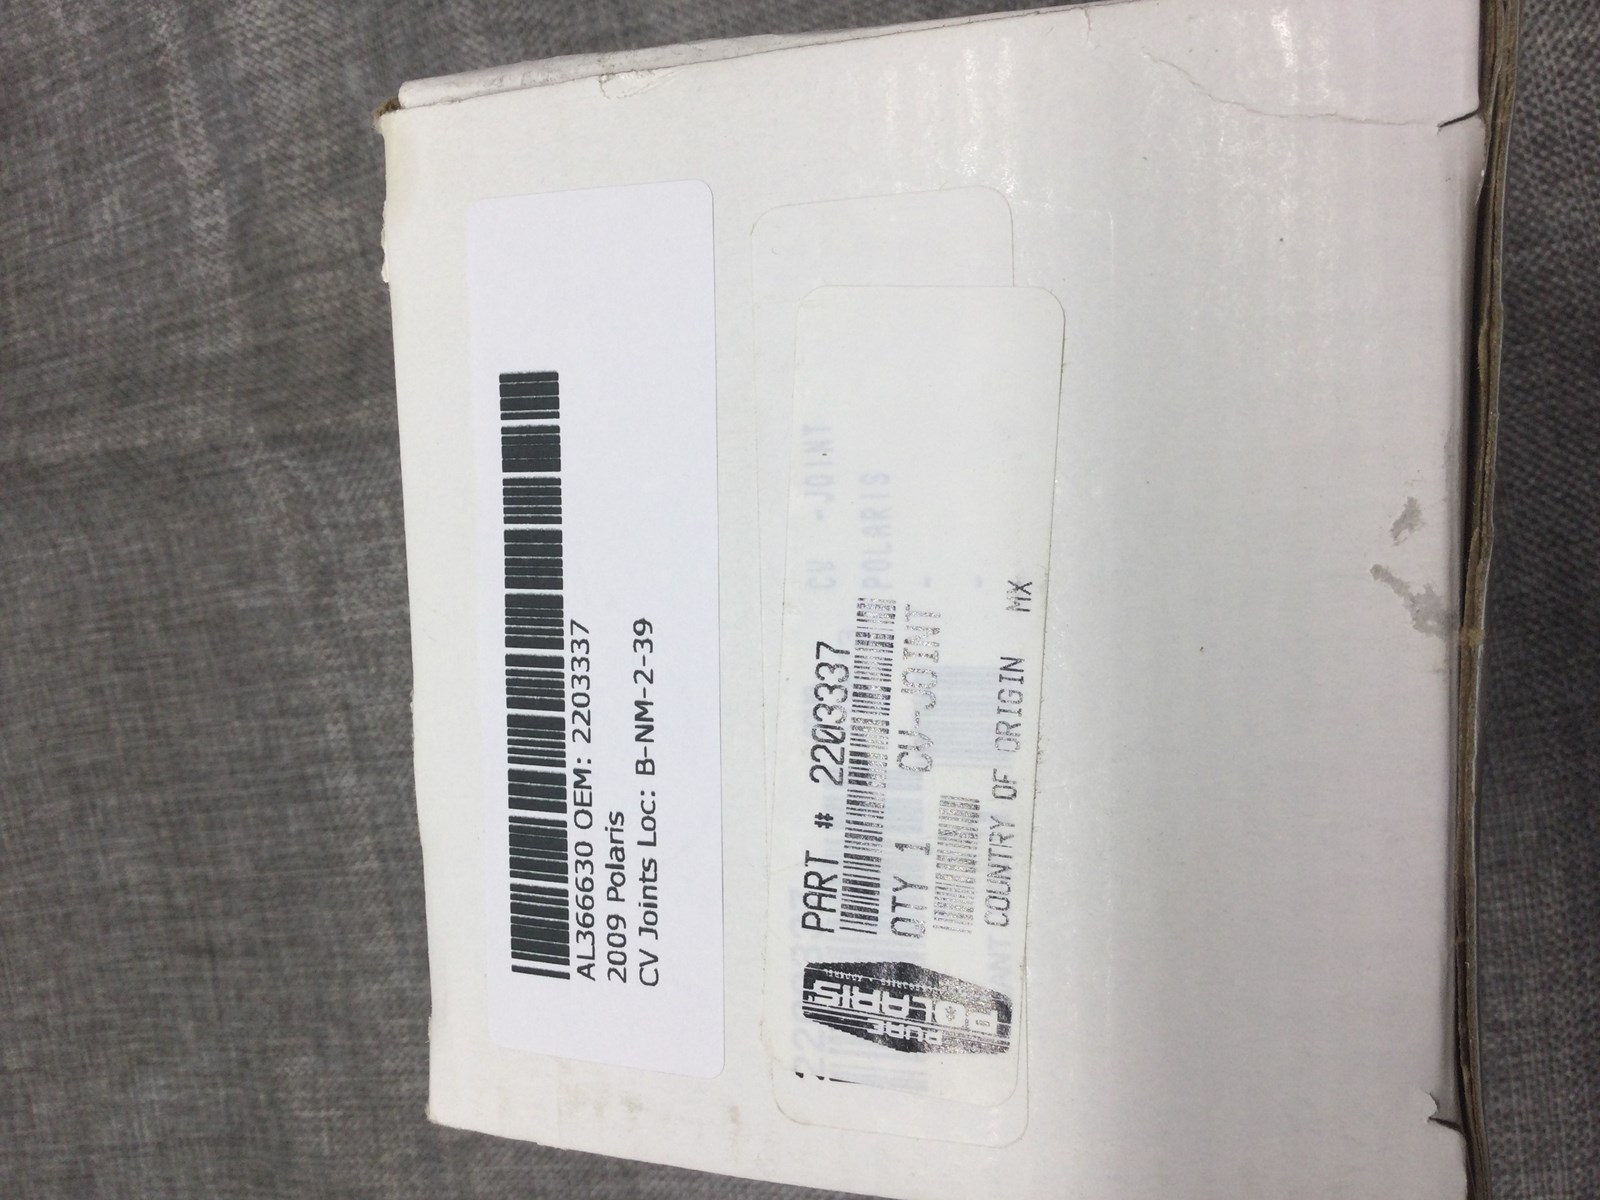 AL366630 OEM: 2203337
2009 Polaris
CV Joints Loc: B-NM-2-39
PART # 2203337
QTY 1 CV-JOINT
COUNTRY OF ORIGIN MX
PURE
POLARIS
CV -JOINT
POLARIS